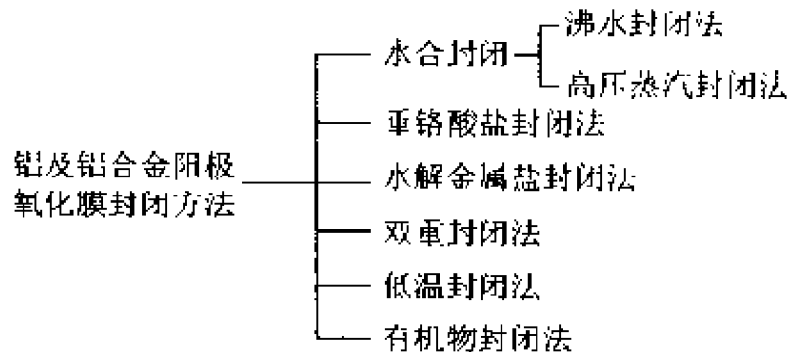 沸水封闭法
水合封闭
高压蒸汽封闭法
重铬酸盐封闭法
铝及铝合金阳极
氧化膜封闭方法
水解金属盐封闭法
双重封闭法
低温封闭法
有机物封闭法